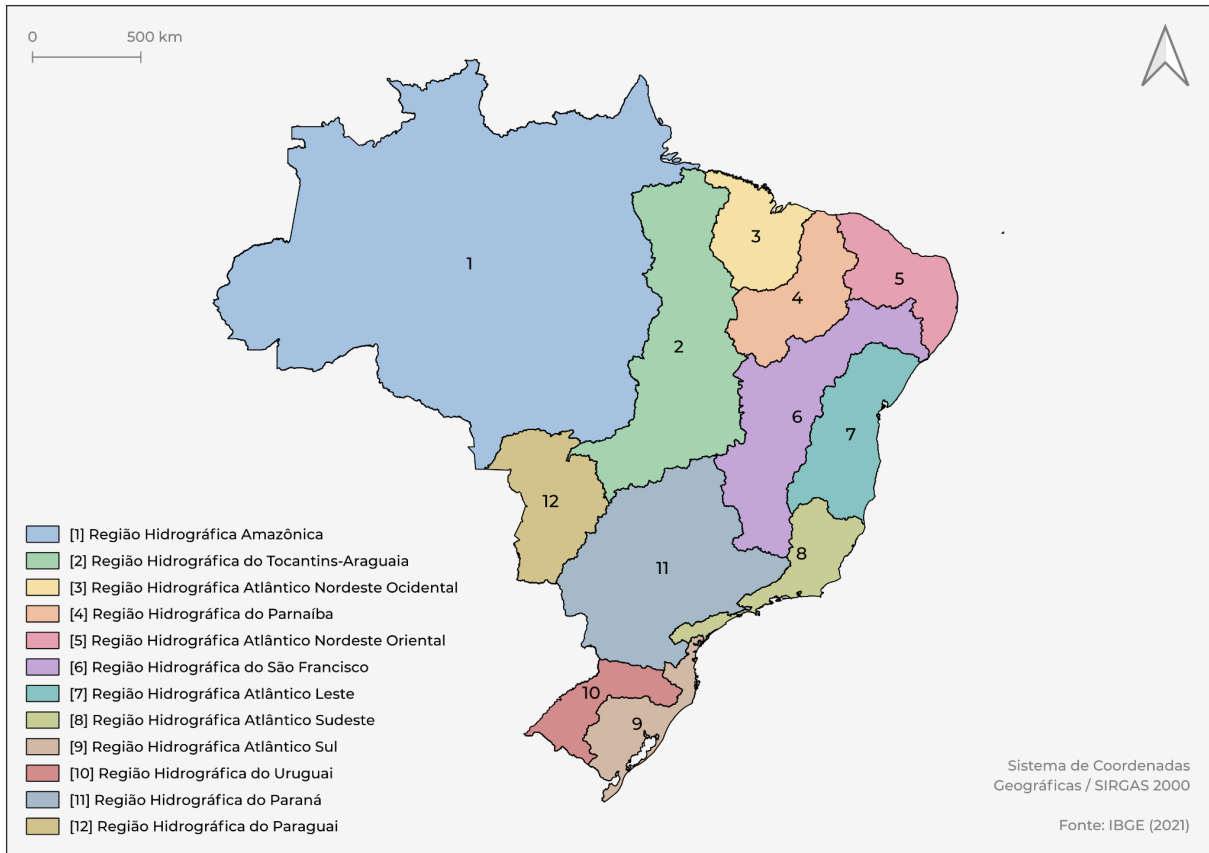 0 500 km
1
2
3
4
5
6
7
8
9
10
11
12
[1] Região Hidrográfica Amazônica
[2] Região Hidrográfica do Tocantins-Araguaia
[3] Região Hidrográfica Atlântico Nordeste Ocidental
[4] Região Hidrográfica do Parnaíba
[5] Região Hidrográfica Atlântico Nordeste Oriental
[6] Região Hidrográfica do São Francisco
[7] Região Hidrográfica Atlântico Leste
[8] Região Hidrográfica Atlântico Sudeste
[9] Região Hidrográfica Atlântico Sul
[10] Região Hidrográfica do Uruguai
[11] Região Hidrográfica do Paraná
[12] Região Hidrográfica do Paraguai
Sistema de Coordenadas
Geográficas / SIRGAS 2000
Fonte: IBGE (2021)